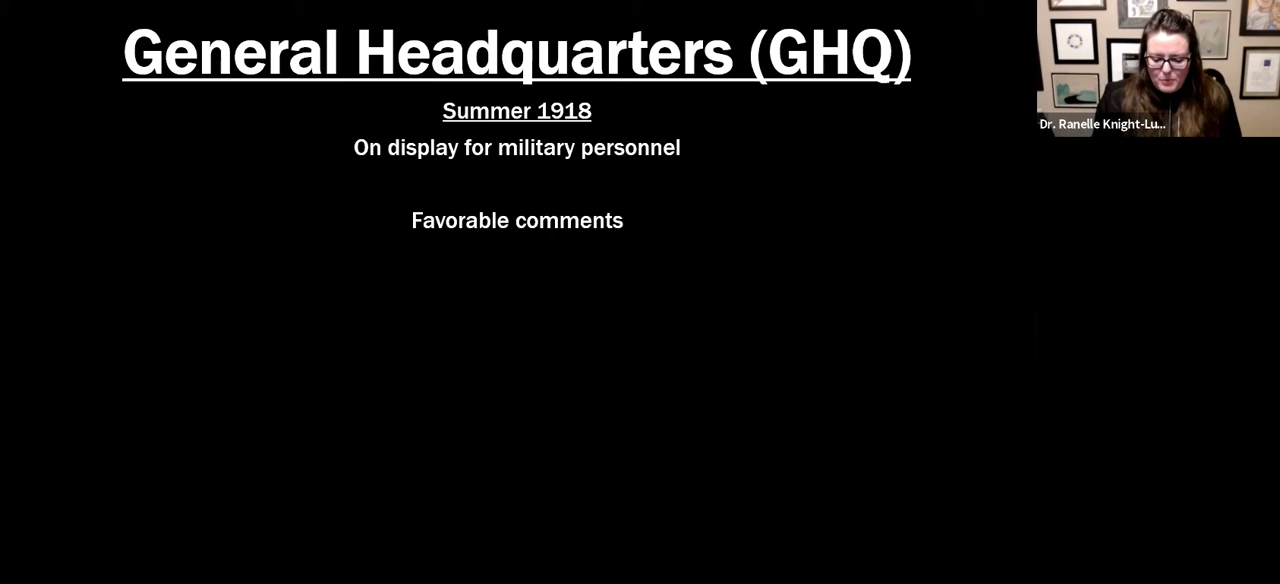 General Headquarters (GHQ)
Summer 1918
On display for military personnel
Favorable comments
Dr. Ranelle Knight-Lu...